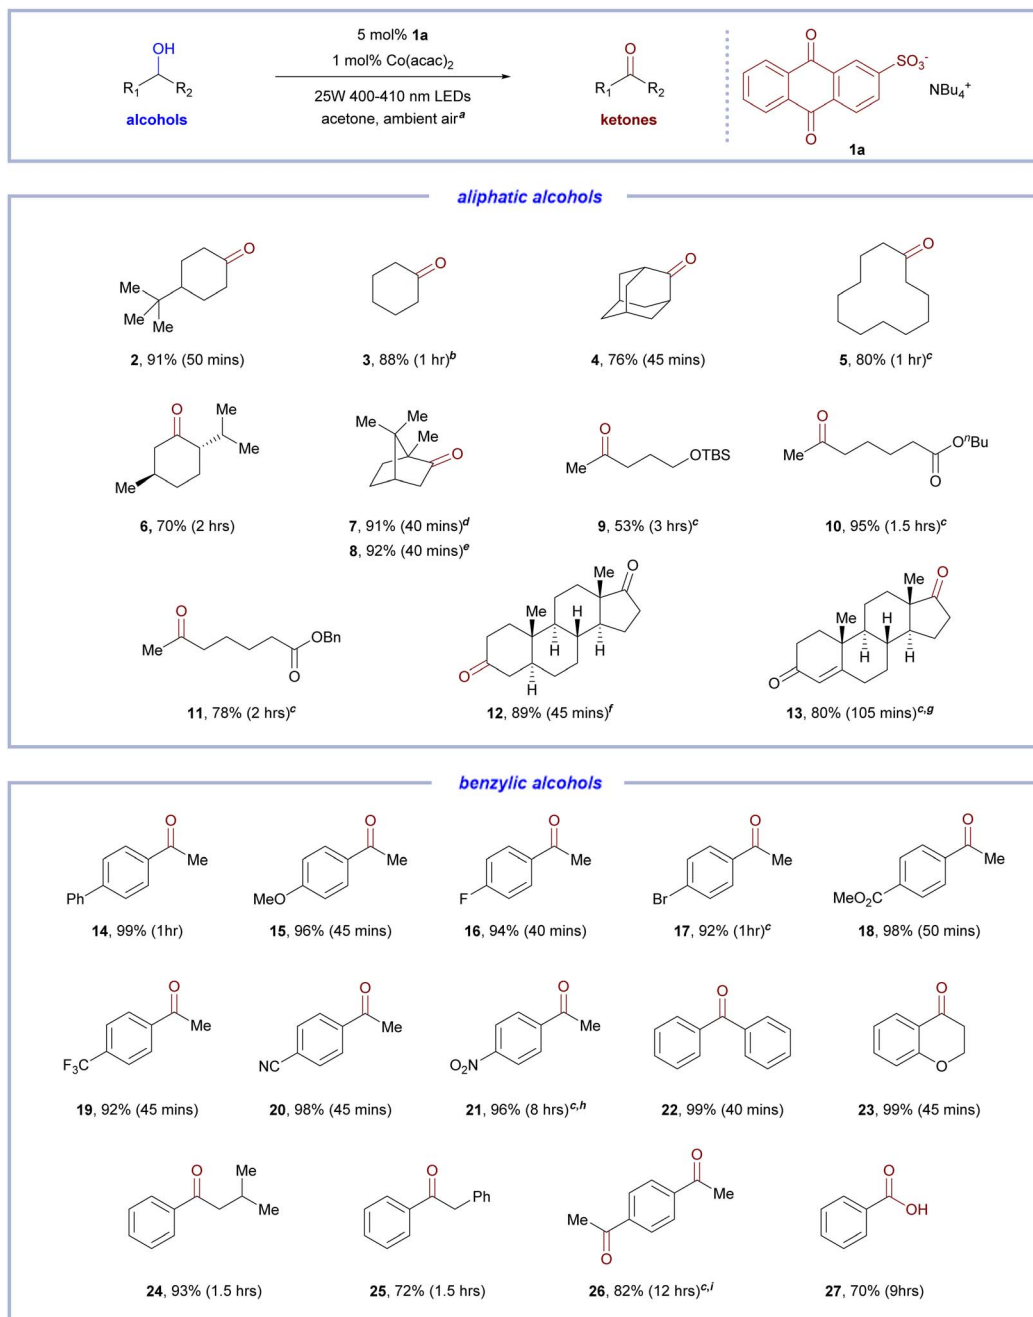 OH
R1 R2
alcohols
5 mol% 1a
1 mol% Co(acac)2
25W 400-410 nm LEDs
acetone, ambient air^a
O
R1 R2
ketones
O
SO3-
O
NBu4+
1a
aliphatic alcohols
O
Me
Me
Me
2, 91% (50 mins)
O
3, 88% (1 hr)^b
O
4, 76% (45 mins)
O
5, 80% (1 hr)^c
O
Me
Me
Me
6, 70% (2 hrs)
Me
Me
Me
O
7, 91% (40 mins)^d
8, 92% (40 mins)^e
O
Me
OTBS
9, 53% (3 hrs)^c
O
Me
O^nBu
O
10, 95% (1.5 hrs)^c
O
Me
OBn
O
11, 78% (2 hrs)^c
O
Me
Me
H
H
H
O
H
12, 89% (45 mins)^f
O
Me
Me
H
H
H
O
13, 80% (105 mins)^c,g
benzylic alcohols
O
Me
Ph
14, 99% (1hr)
O
Me
MeO
15, 96% (45 mins)
O
Me
F
16, 94% (40 mins)
O
Me
Br
17, 92% (1hr)^c
O
Me
MeO2C
18, 98% (50 mins)
O
Me
F3C
19, 92% (45 mins)
O
Me
NC
20, 98% (45 mins)
O
Me
O2N
21, 96% (8 hrs)^c,h
O
22, 99% (40 mins)
O
O
23, 99% (45 mins)
O
Me
Me
24, 93% (1.5 hrs)
O
Ph
25, 72% (1.5 hrs)
O
Me
Me
O
26, 82% (12 hrs)^c,i
O
OH
27, 70% (9hrs)